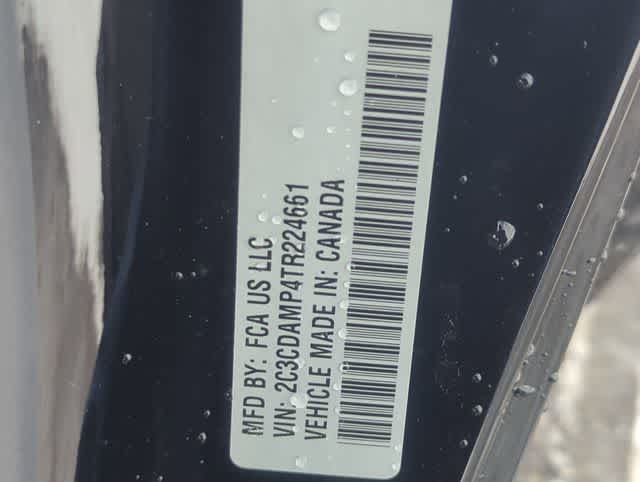 MFD BY: FCA US LLC
VIN: 2C3CDAMP4TR224661
VEHICLE MADE IN: CANADA